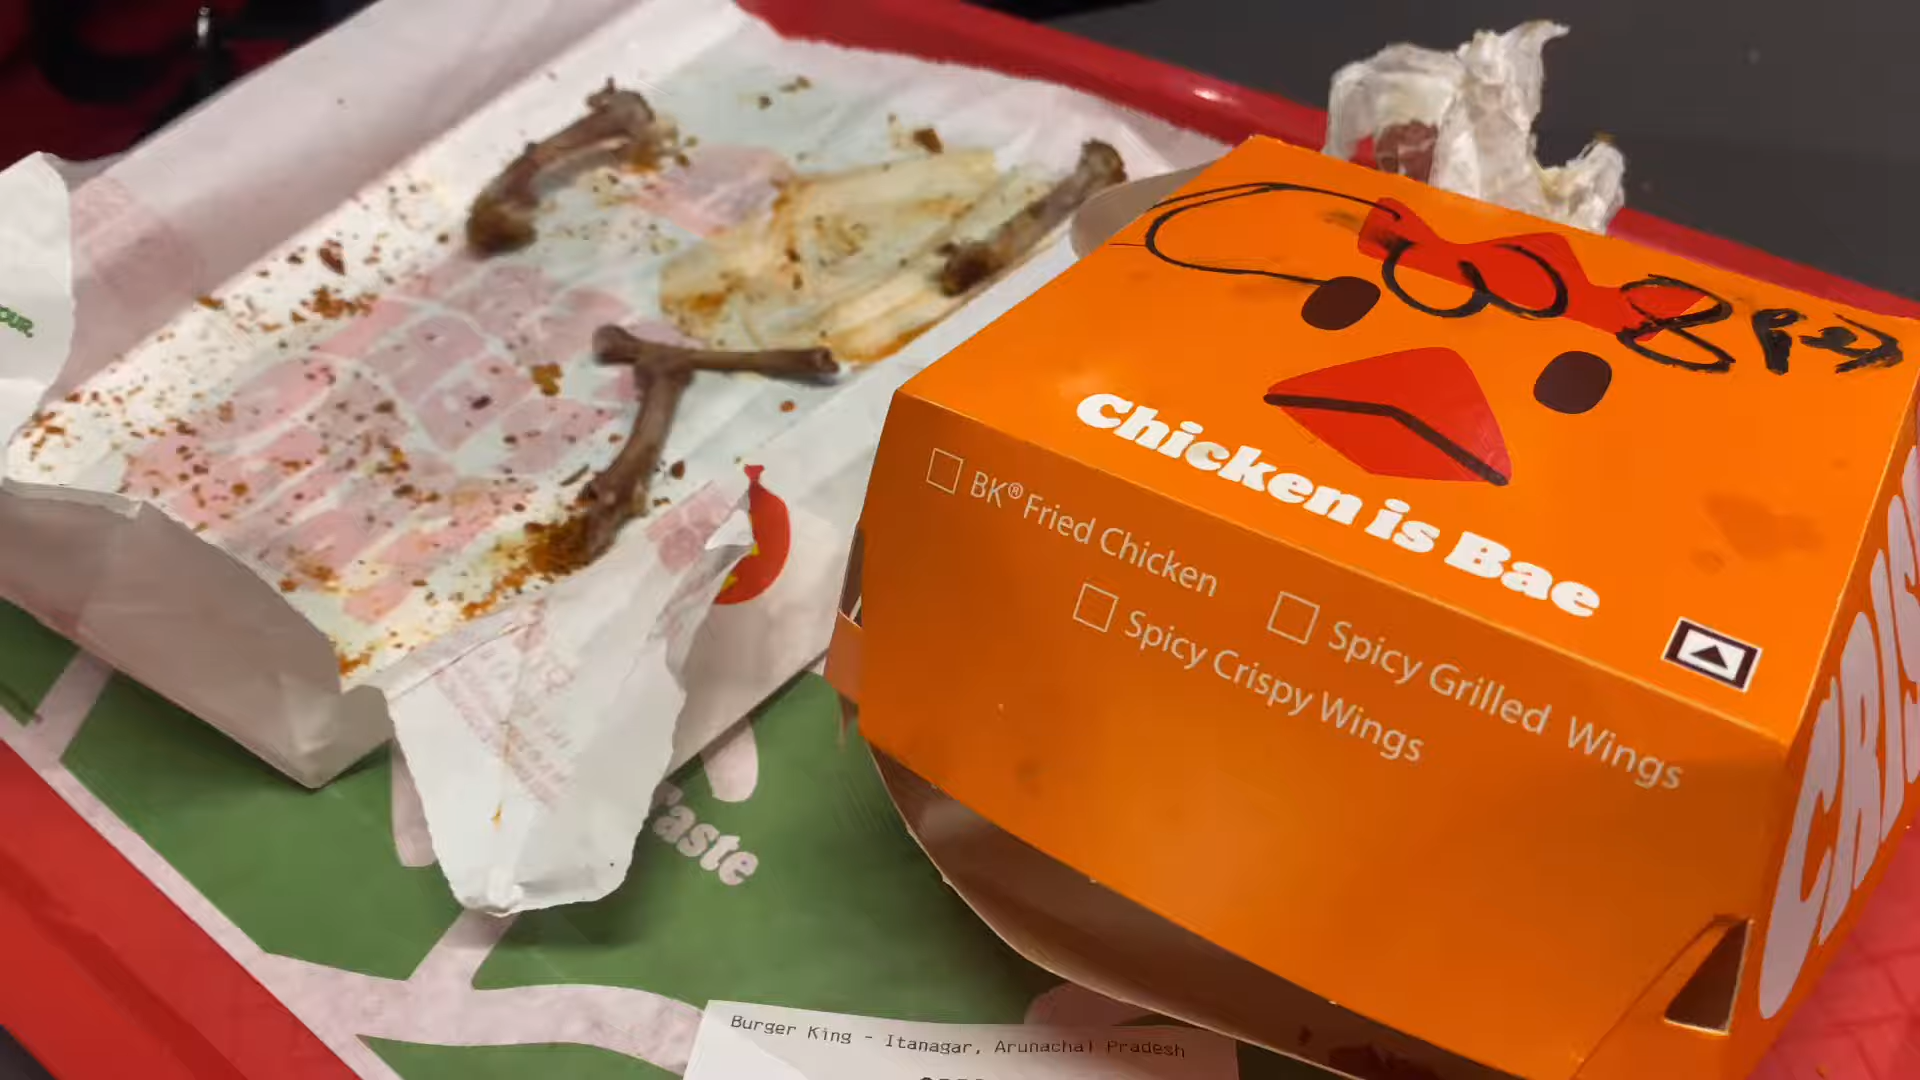 Chicken is Bae
BK® Fried Chicken
Spicy Grilled Wings
Spicy Crispy Wings
Taste
Burger King - Itanagar, Arunachal Pradesh